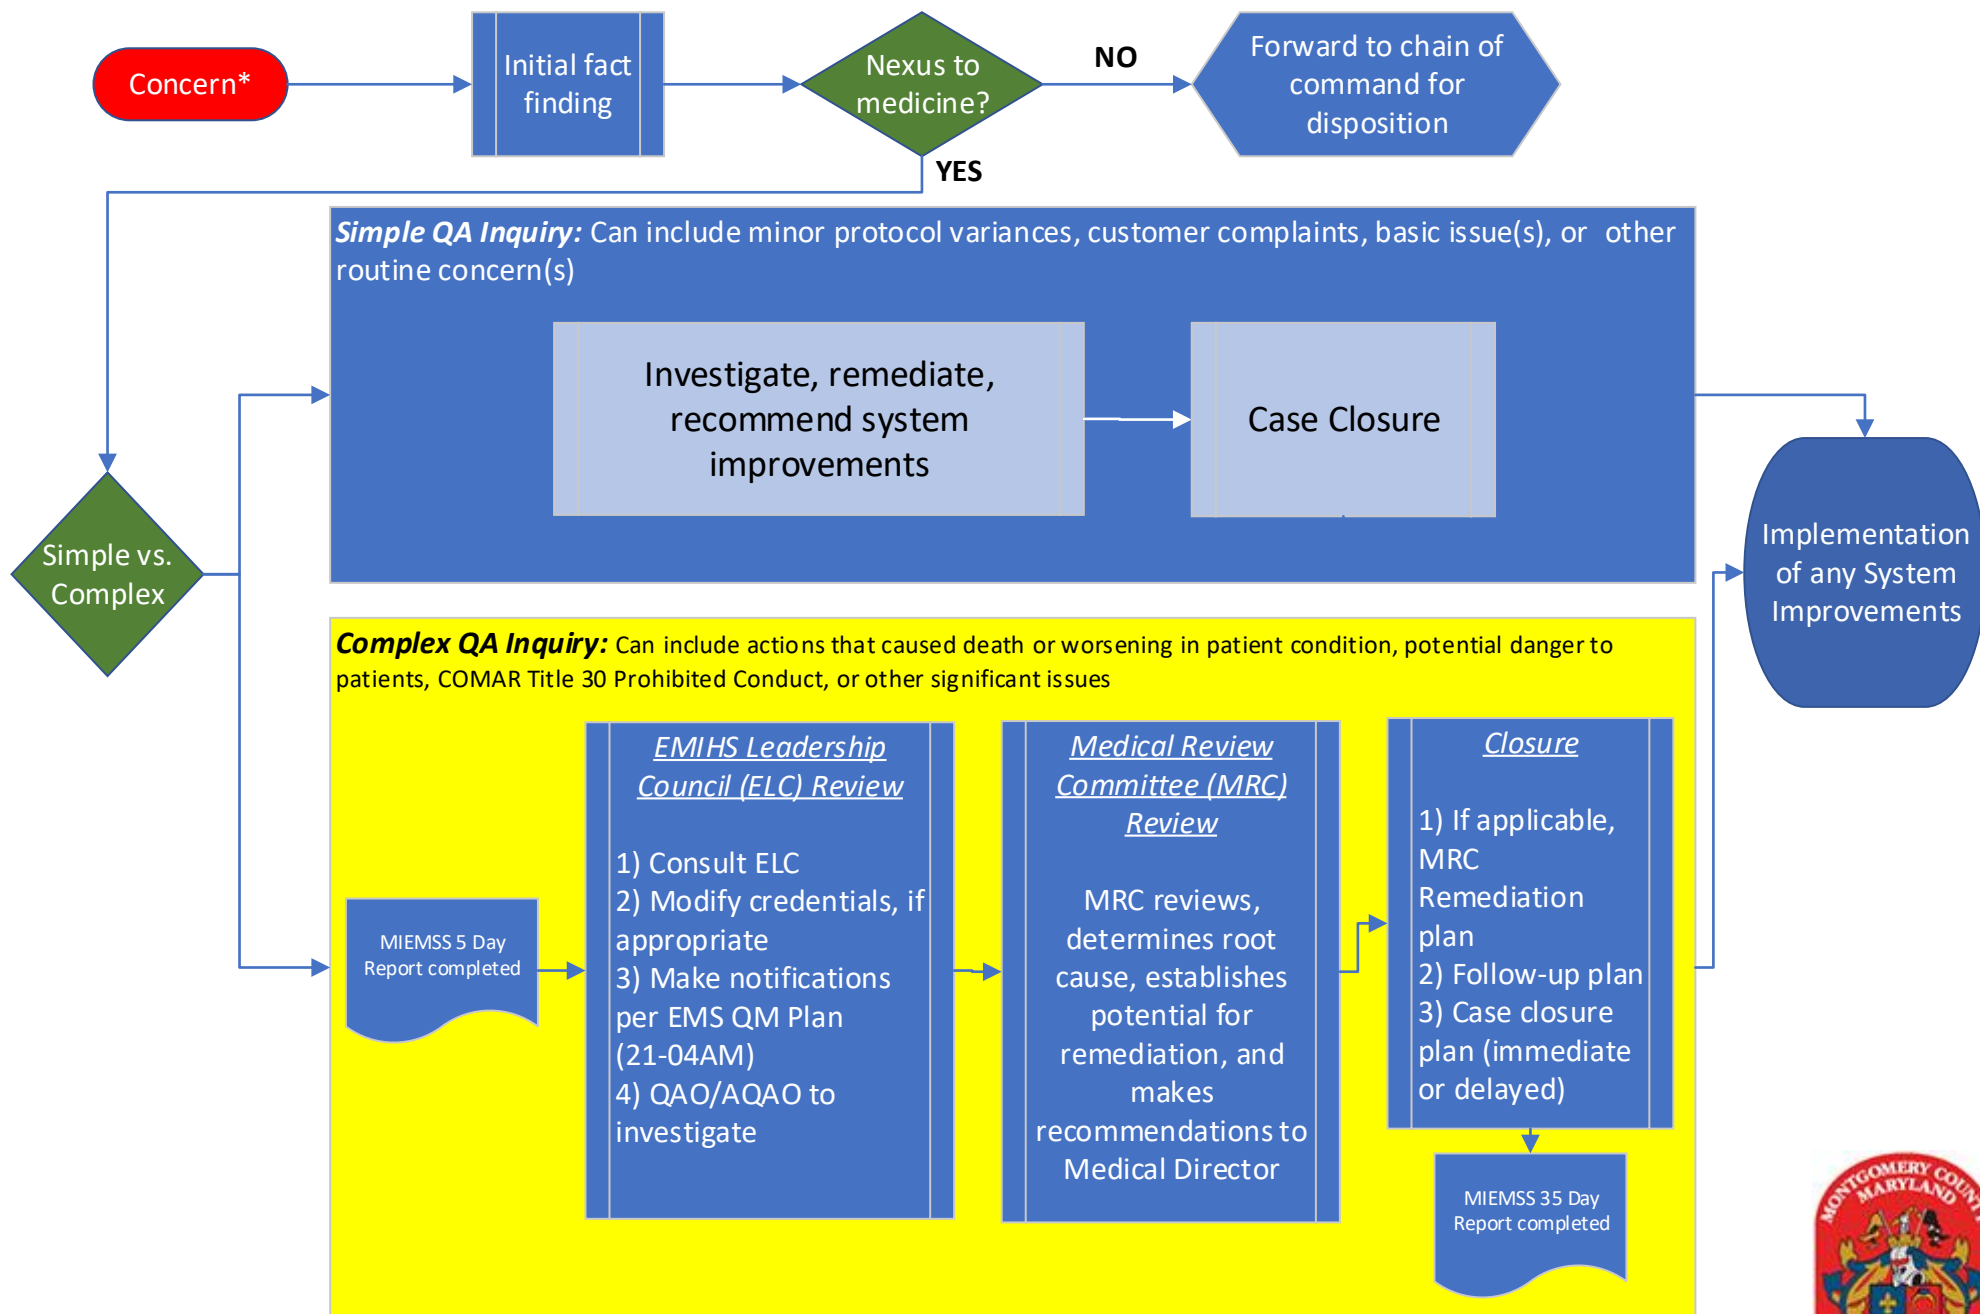 Concern*
Initial fact
finding
Nexus to
medicine?
NO
Forward to chain of
command for
disposition
YES
Simple QA Inquiry: Can include minor protocol variances, customer complaints, basic issue(s), or other
routine concern(s)
Investigate, remediate,
recommend system
improvements
Case Closure
Simple vs.
Complex
Implementation
of any System
Improvements
Complex QA Inquiry: Can include actions that caused death or worsening in patient condition, potential danger to
patients, COMAR Title 30 Prohibited Conduct, or other significant issues
MIEMSS 5 Day
Report completed
EMIHS Leadership
Council (ELC) Review
1) Consult ELC
2) Modify credentials, if
appropriate
3) Make notifications
per EMS QM Plan
(21-04AM)
4) QAO/AQAO to
investigate
Medical Review
Committee (MRC)
Review
MRC reviews,
determines root
cause, establishes
potential for
remediation, and
makes
recommendations to
Medical Director
Closure
1) If applicable,
MRC
Remediation
plan
2) Follow-up plan
3) Case closure
plan (immediate
or delayed)
MIEMSS 35 Day
Report completed
MONTGOMERY COUNTY
MARYLAND